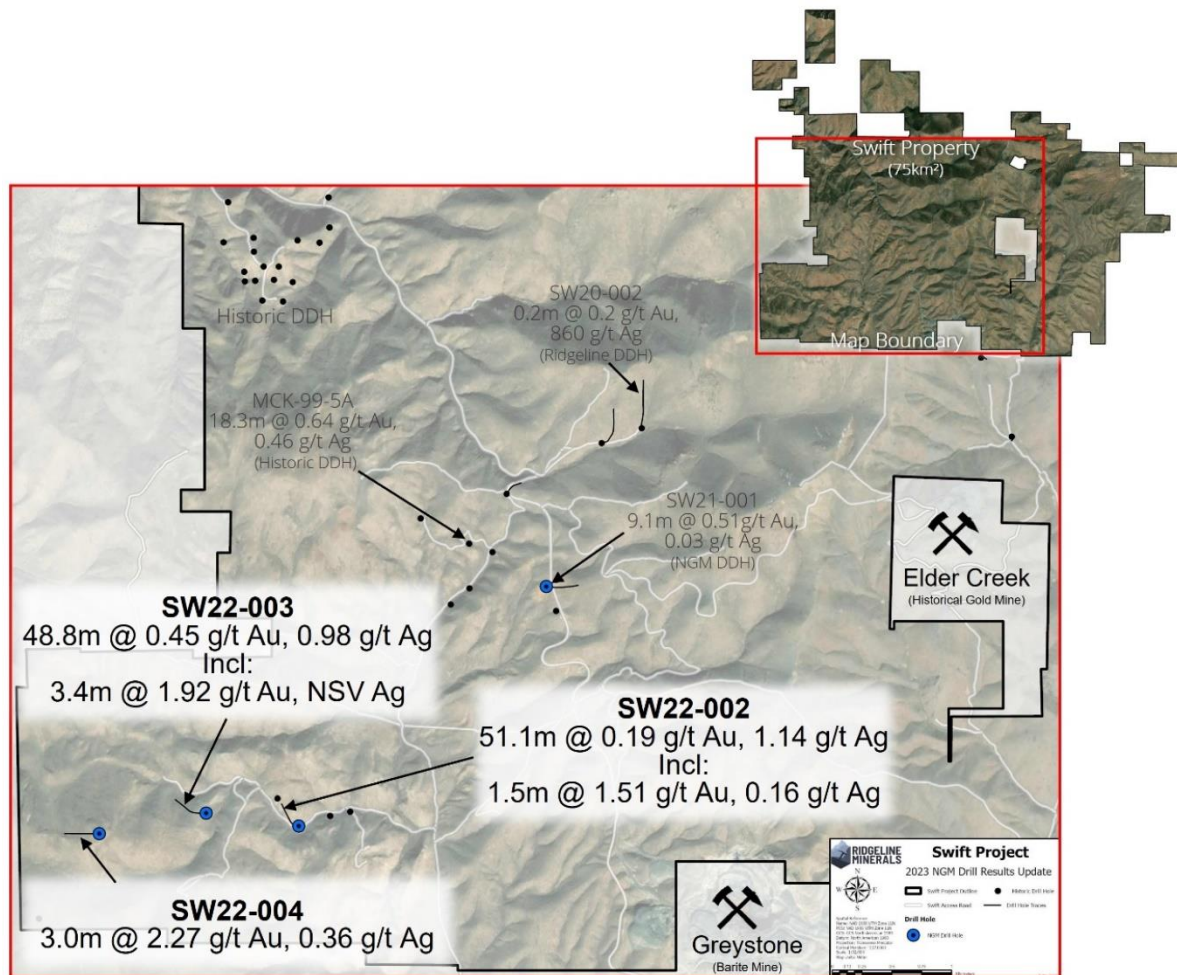 Swift Property
(75km²)
Map Boundary
Historic DDH
SW20-002
0.2m @ 0.2 g/t Au,
860 g/t Ag
(Ridgeline DDH)
MCK-99-5A
18.3m @ 0.64 g/t Au,
0.46 g/t Ag
(Historic DDH)
SW21-001
9.1m @ 0.51g/t Au,
0.03 g/t Ag
(NGM DDH)
Elder Creek
(Historical Gold Mine)
SW22-003
48.8m @ 0.45 g/t Au, 0.98 g/t Ag
Incl:
3.4m @ 1.92 g/t Au, NSV Ag
SW22-002
51.1m @ 0.19 g/t Au, 1.14 g/t Ag
Incl:
1.5m @ 1.51 g/t Au, 0.16 g/t Ag
SW22-004
3.0m @ 2.27 g/t Au, 0.36 g/t Ag
Greystone
(Barite Mine)
RIDGELINE
MINERALS
Swift Project
2023 NGM Drill Results Update
N
W
E
S
Swift Project Outline
Historic Drill Hole
Swift Access Road
Drill Hole Traces
Drill Hole
NGM Drill Hole